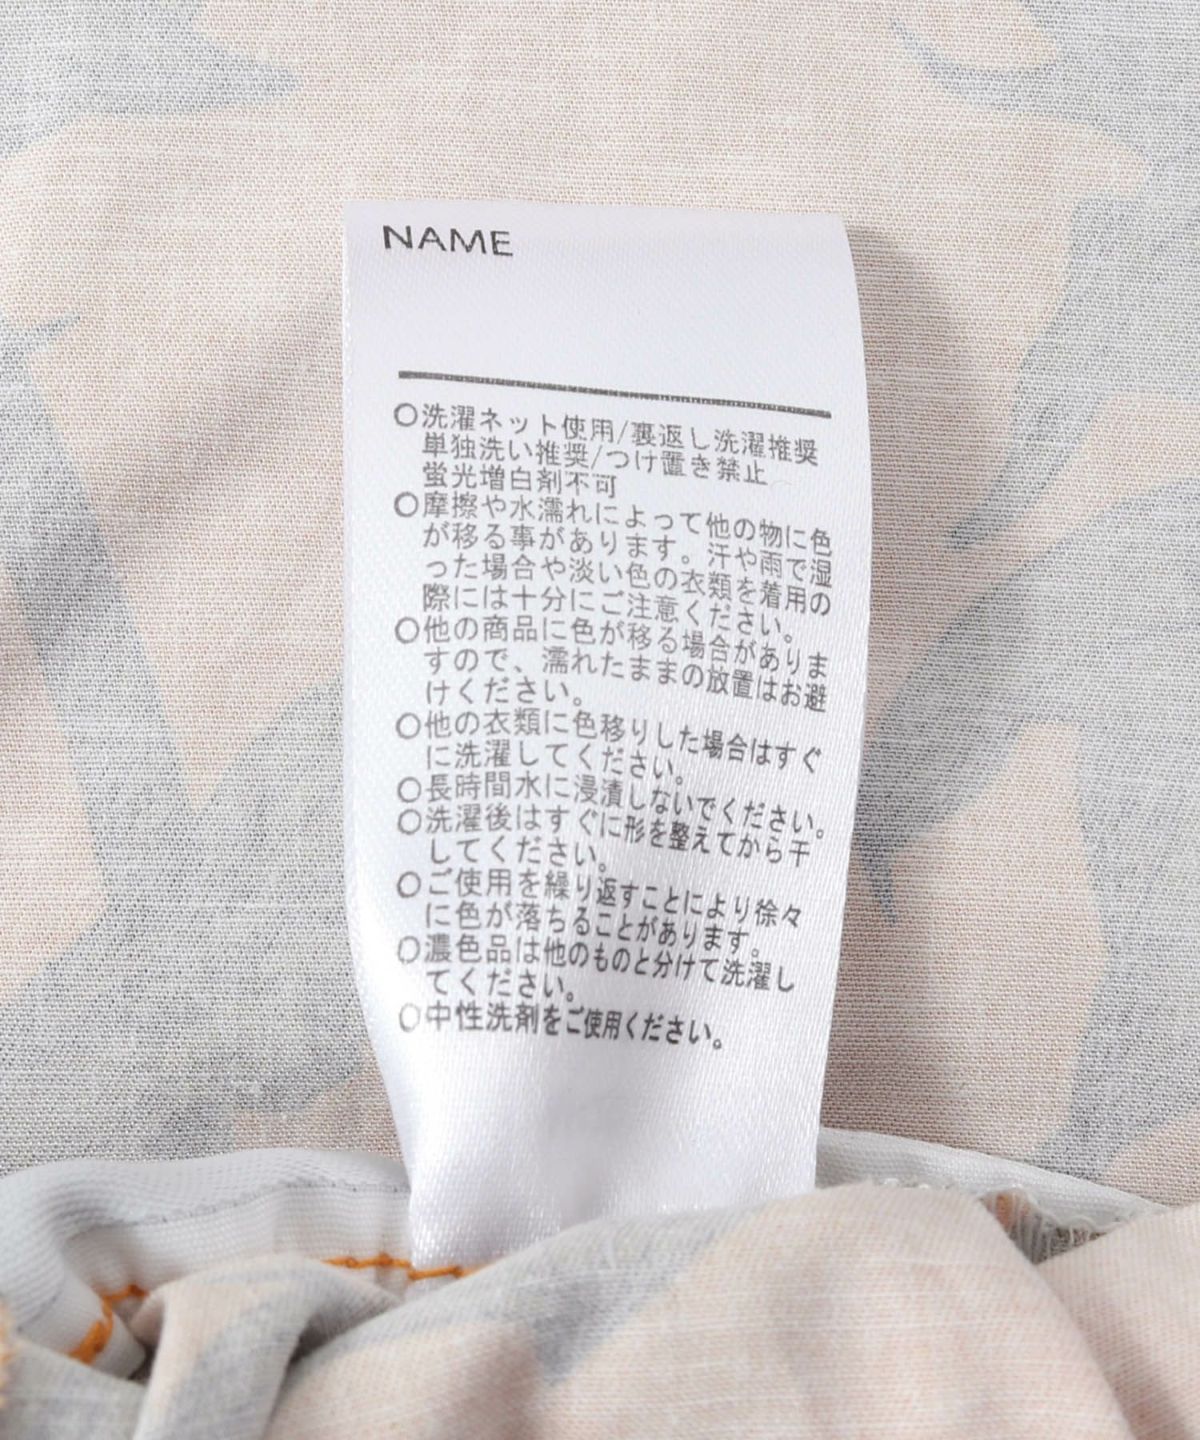 NAME
○洗濯ネット使用/裏返し洗濯推奨
単独洗い推奨/つけ置き禁止
蛍光増白剤不可
○摩擦や水濡れによって他の物に色
が移る事があります。汗や雨で湿
った場合や淡い色の衣類を着用の
際には十分にご注意ください。
○他の商品に色が移る場合がありま
すので、濡れたままの放置はお避
けください。
○他の衣類に色移りした場合はすぐ
に洗濯してください。
○長時間水に浸漬しないでください。
○洗濯後はすぐに形を整えてから干
してください。
○ご使用を繰り返すことにより徐々
に色が落ちることがあります。
○濃色品は他のものと分けて洗濯し
てください。
○中性洗剤をご使用ください。